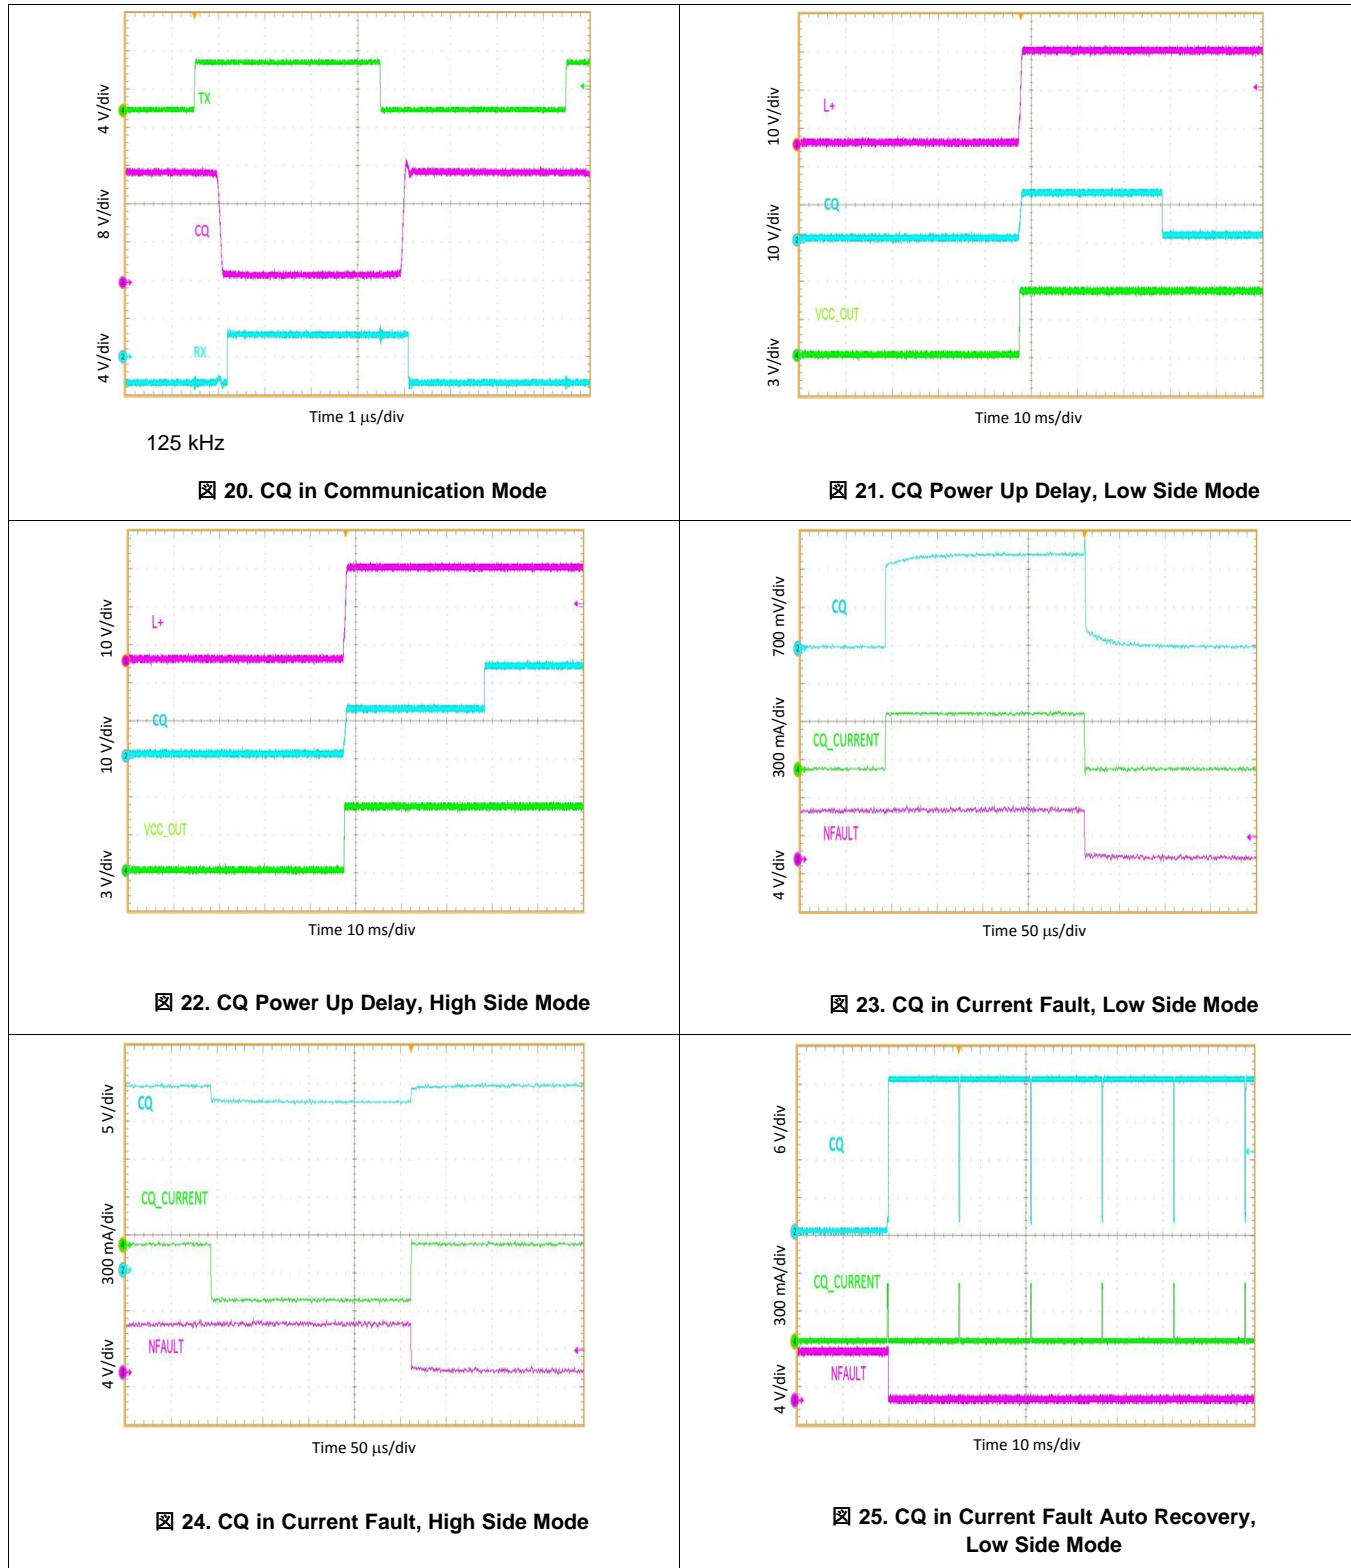 4 V/div
TX
8 V/div
CQ
4 V/div
RX
Time 1 μs/div
125 kHz
図 20. CQ in Communication Mode
10 V/div
L+
10 V/div
CQ
3 V/div
VCC_OUT
Time 10 ms/div
図 21. CQ Power Up Delay, Low Side Mode
10 V/div
L+
10 V/div
CQ
3 V/div
VCC_OUT
Time 10 ms/div
図 22. CQ Power Up Delay, High Side Mode
700 mV/div
CQ
300 mA/div
CQ_CURRENT
4 V/div
NFAULT
Time 50 μs/div
図 23. CQ in Current Fault, Low Side Mode
5 V/div
CQ
300 mA/div
CQ_CURRENT
4 V/div
NFAULT
Time 50 μs/div
図 24. CQ in Current Fault, High Side Mode
6 V/div
CQ
300 mA/div
CQ_CURRENT
4 V/div
NFAULT
Time 10 ms/div
図 25. CQ in Current Fault Auto Recovery,
Low Side Mode